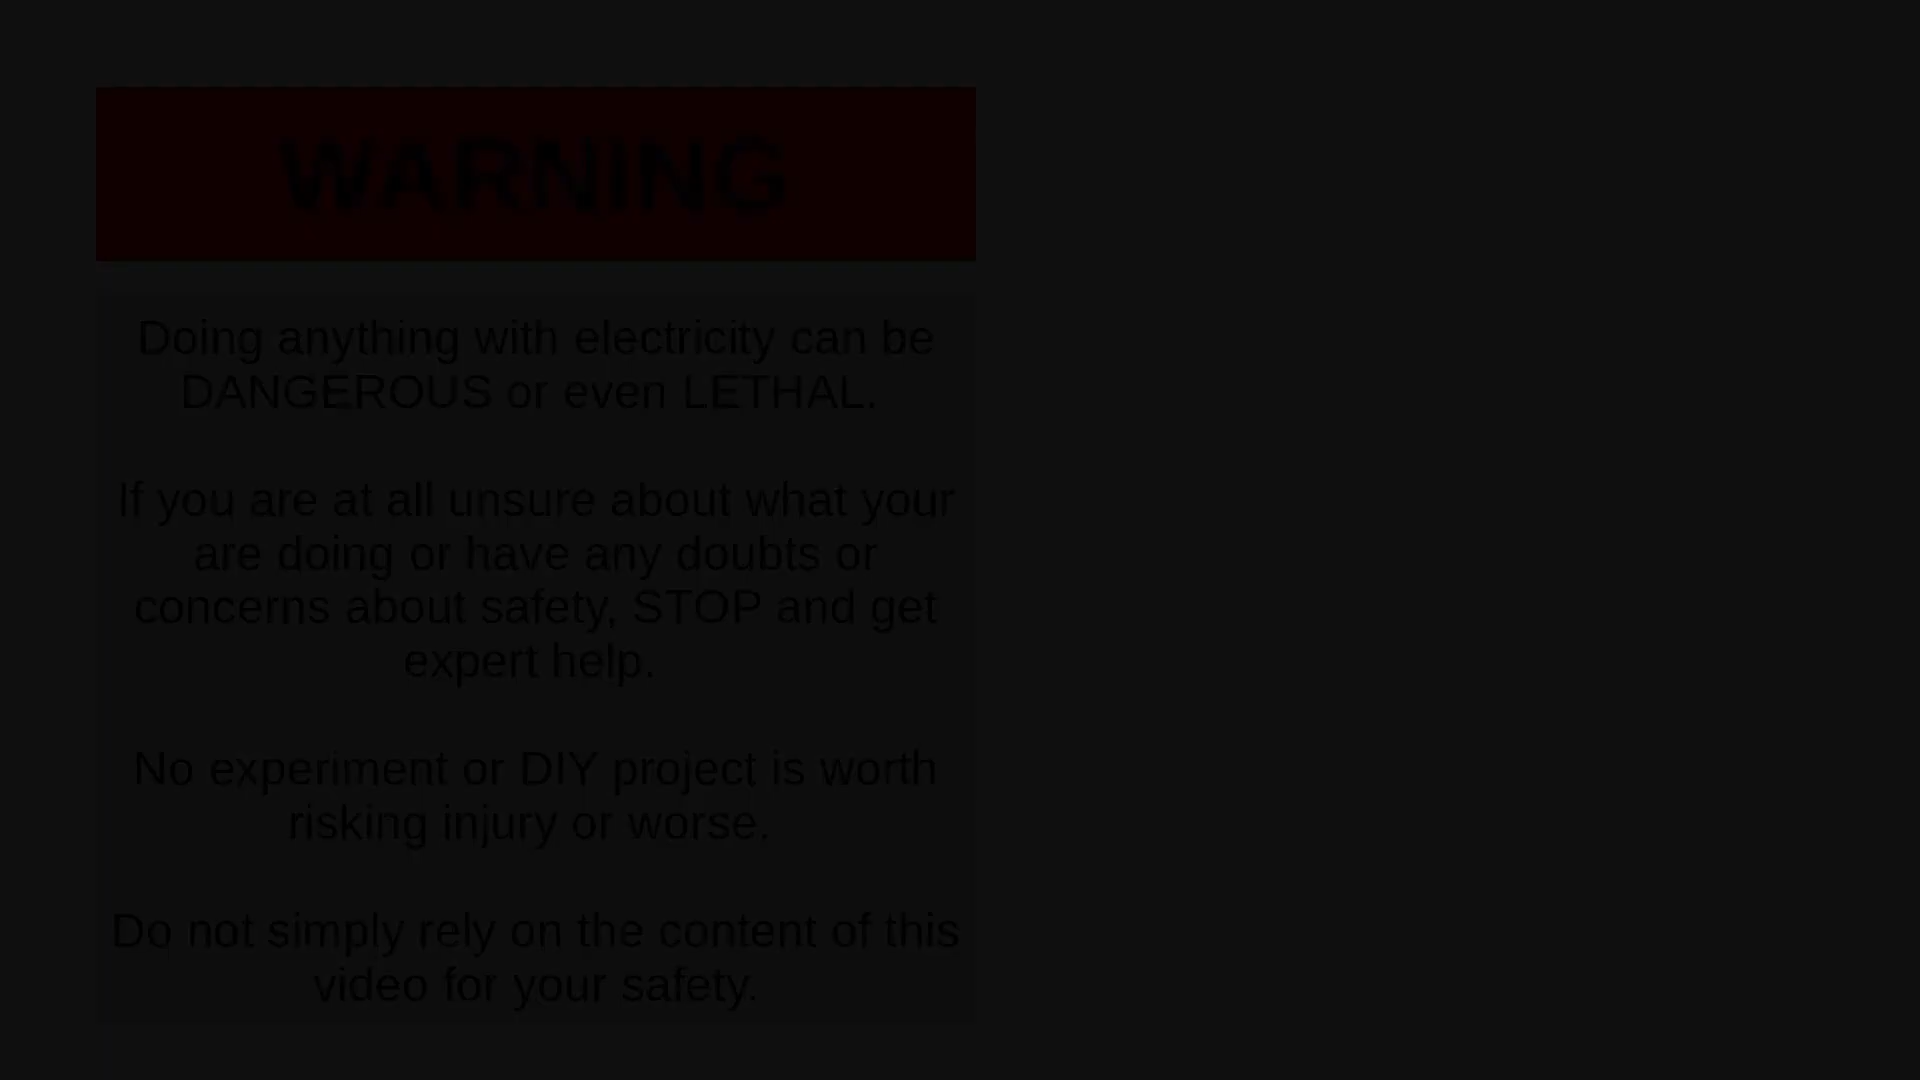 WARNING
Doing anything with electricity can be
DANGEROUS or even LETHAL.
If you are at all unsure about what your
are doing or have any doubts or
concerns about safety, STOP and get
expert help.
No experiment or DIY project is worth
risking injury or worse.
Do not simply rely on the content of this
video for your safety.